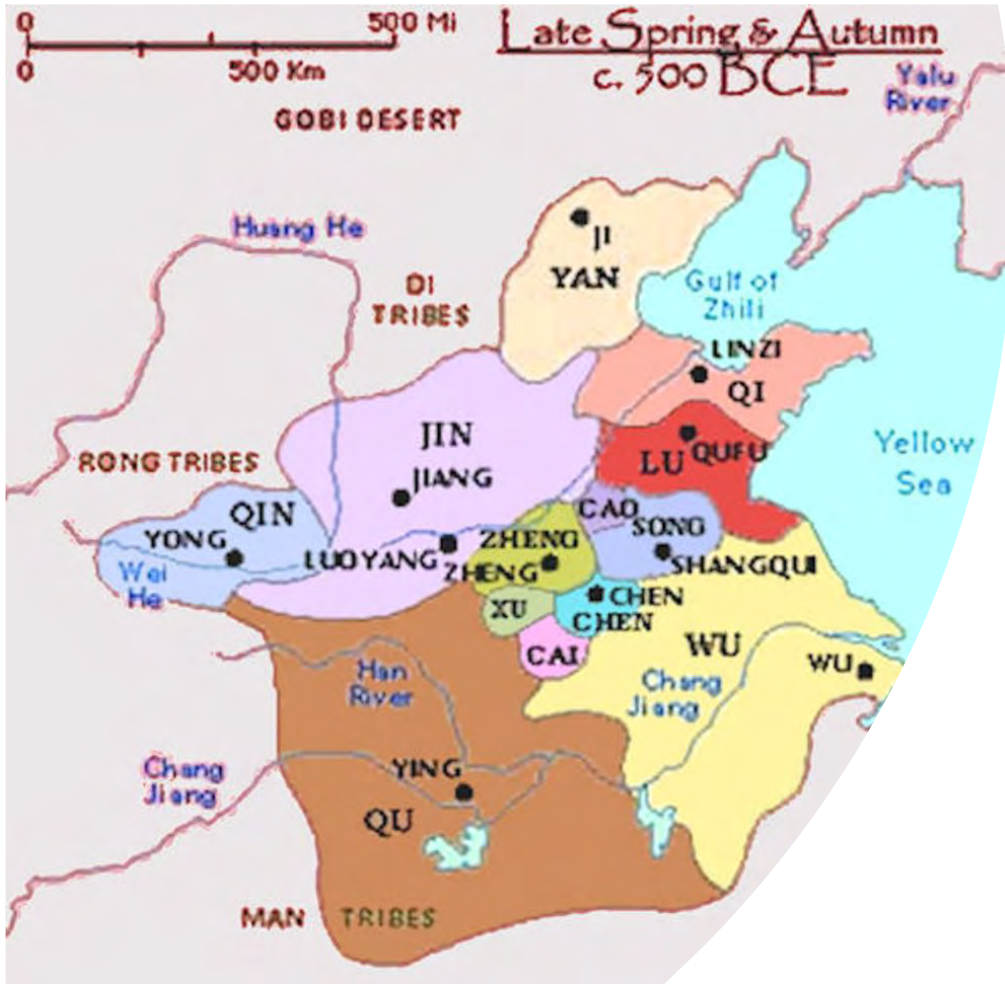 0 500 Mi
0 500 Km
Late Spring & Autumn
c. 500 BCE
Yalu
River
GOBI DESERT
Huang He
JI
YAN
DI
TRIBES
Gulf of
Zhili
LINZI
QI
JIN
JIANG
LU
QUFU
Yellow
Sea
RONG TRIBES
QIN
YONG
Wei
He
LUOYANG
ZHENG
ZHENG
CAO
SONG
SHANGQUI
XU
CHEN
CHEN
CAI
WU
WU
Chang
Jiang
Han
River
Chang
Jiang
YING
QU
MAN TRIBES